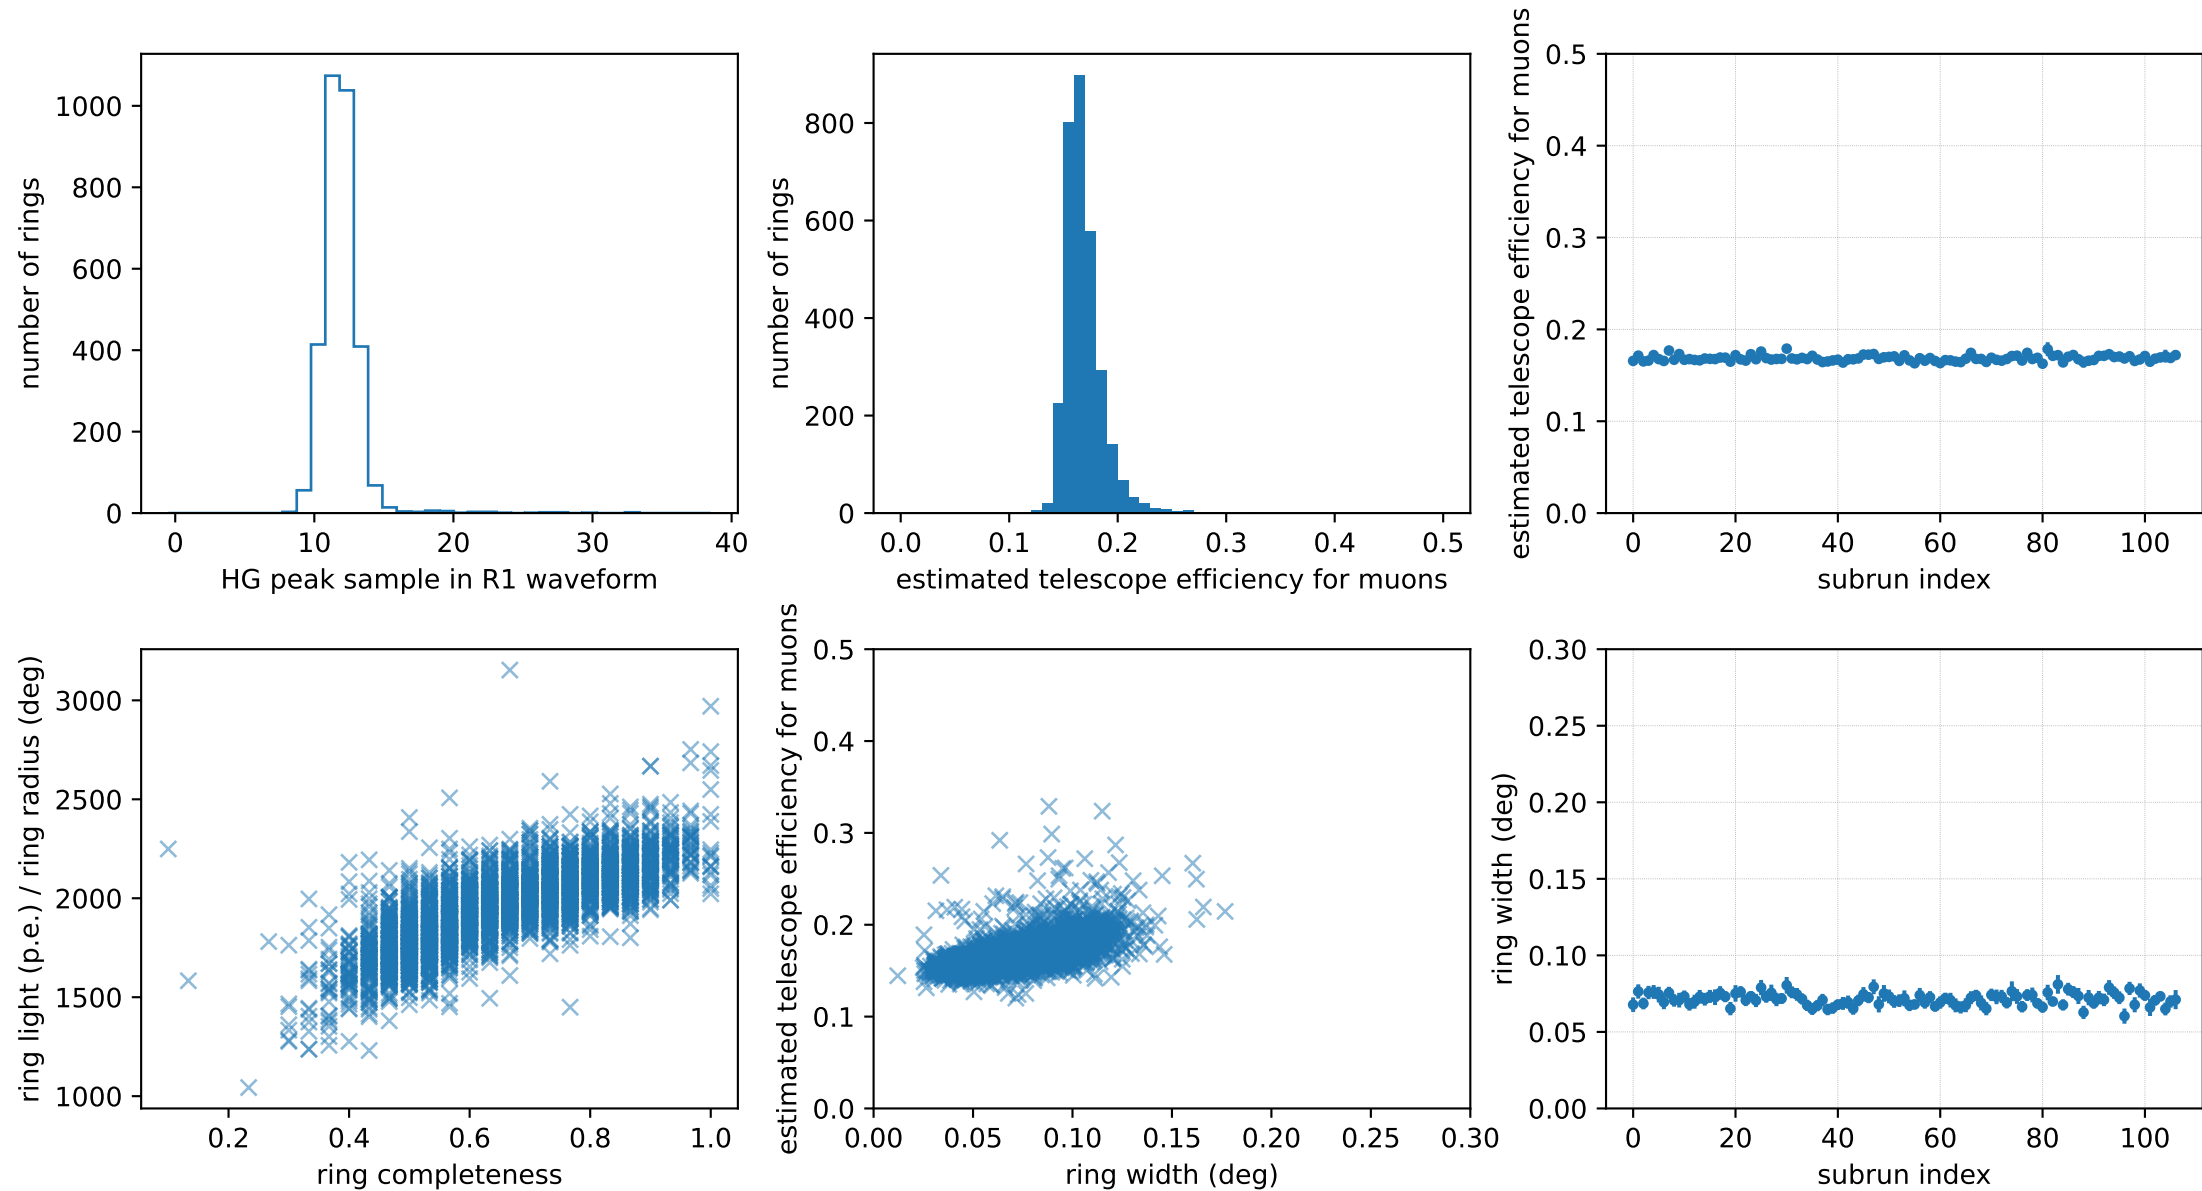 number of rings
1000
800
600
400
200
0
0 10 20 30 40
HG peak sample in R1 waveform
number of rings
800
600
400
200
0
0.0 0.1 0.2 0.3 0.4 0.5
estimated telescope efficiency for muons
estimated telescope efficiency for muons
0.5
0.4
0.3
0.2
0.1
0.0
0 20 40 60 80 100
subrun index
ring light (p.e.) / ring radius (deg)
3000
2500
2000
1500
1000
0.2 0.4 0.6 0.8 1.0
ring completeness
estimated telescope efficiency for muons
0.5
0.4
0.3
0.2
0.1
0.0
0.00 0.05 0.10 0.15 0.20 0.25 0.30
ring width (deg)
ring width (deg)
0.30
0.25
0.20
0.15
0.10
0.05
0.00
0 20 40 60 80 100
subrun index